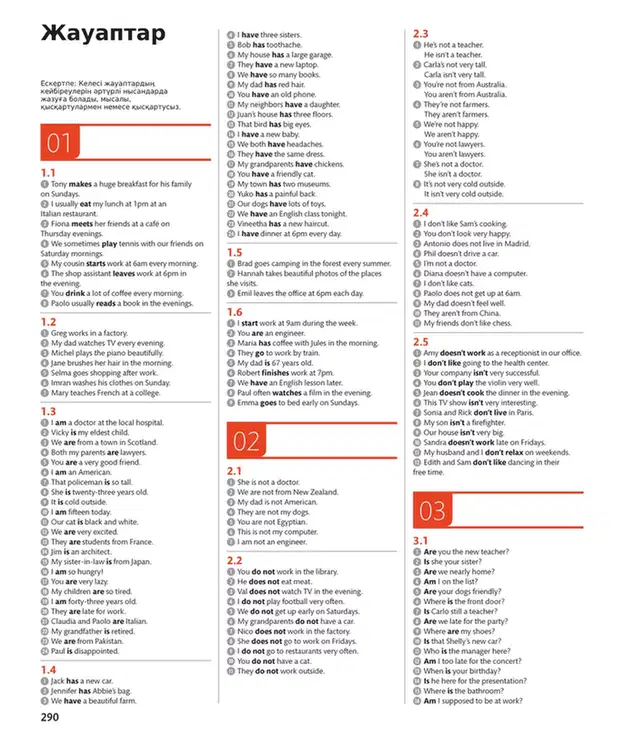 Жауаптар
Ескертпе: Келесі жауаптардың
кейбіреулерін әртүрлі нысандарда
жазуға болады, мысалы,
қысқартулармен немесе қысқартусыз.
01
1.1
1 Tony makes a huge breakfast for his family
on Sundays.
2 I usually eat my lunch at 1pm at an
Italian restaurant.
3 Fiona meets her friends at a café on
Thursday evenings.
4 We sometimes play tennis with our friends on
Saturday mornings.
5 My cousin starts work at 6am every morning.
6 The shop assistant leaves work at 6pm in
the evening.
7 You drink a lot of coffee every morning.
8 Paolo usually reads a book in the evenings.
1.2
1 Greg works in a factory.
2 My dad watches TV every evening.
3 Michel plays the piano beautifully.
4 Jane brushes her hair in the morning.
5 Selma goes shopping after work.
6 Imran washes his clothes on Sunday.
7 Mary teaches French at a college.
1.3
1 I am a doctor at the local hospital.
2 Vicky is my eldest child.
3 We are from a town in Scotland.
4 Both my parents are lawyers.
5 You are a very good friend.
6 I am an American.
7 That policeman is so tall.
8 She is twenty-three years old.
9 It is cold outside.
10 I am fifteen today.
11 Our cat is black and white.
12 We are very excited.
13 They are students from France.
14 Jim is an architect.
15 My sister-in-law is from Japan.
16 I am so hungry!
17 You are very lazy.
18 My children are so tired.
19 I am forty-three years old.
20 They are late for work.
21 Claudia and Paolo are Italian.
22 My grandfather is retired.
23 We are from Pakistan.
24 Paul is disappointed.
1.4
1 Jack has a new car.
2 Jennifer has Abbie's bag.
3 We have a beautiful farm.
290
4 I have three sisters.
5 Bob has toothache.
6 My house has a large garage.
7 They have a new laptop.
8 We have so many books.
9 My dad has red hair.
10 You have an old phone.
11 My neighbors have a daughter.
12 Juan's house has three floors.
13 That bird has big eyes.
14 I have a new baby.
15 We both have headaches.
16 They have the same dress.
17 My grandparents have chickens.
18 You have a friendly cat.
19 My town has two museums.
20 Yuko has a painful back.
21 Our dogs have lots of toys.
22 We have an English class tonight.
23 Vineetha has a new haircut.
24 I have dinner at 6pm every day.
1.5
1 Brad goes camping in the forest every summer.
2 Hannah takes beautiful photos of the places
she visits.
3 Emil leaves the office at 6pm each day.
1.6
1 I start work at 9am during the week.
2 You are an engineer.
3 Maria has coffee with Jules in the morning.
4 They go to work by train.
5 My dad is 67 years old.
6 Robert finishes work at 7pm.
7 We have an English lesson later.
8 Paul often watches a film in the evening.
9 Emma goes to bed early on Sundays.
02
2.1
1 She is not a doctor.
2 We are not from New Zealand.
3 My dad is not American.
4 They are not my dogs.
5 You are not Egyptian.
6 This is not my computer.
7 I am not an engineer.
2.2
1 You do not work in the library.
2 He does not eat meat.
3 Val does not watch TV in the evening.
4 I do not play football very often.
5 We do not get up early on Saturdays.
6 My grandparents do not have a car.
7 Nico does not work in the factory.
8 She does not go to work on Fridays.
9 I do not go to restaurants very often.
10 You do not have a cat.
11 They do not work outside.
2.3
1 He's not a teacher.
He isn't a teacher.
2 Carla's not very tall.
Carla isn't very tall.
3 You're not from Australia.
You aren't from Australia.
4 They're not farmers.
They aren't farmers.
5 We're not happy.
We aren't happy.
6 You're not lawyers.
You aren't lawyers.
7 She's not a doctor.
She isn't a doctor.
8 It's not very cold outside.
It isn't very cold outside.
2.4
1 I don't like Sam's cooking.
2 You don't look very happy.
3 Antonio does not live in Madrid.
4 Phil doesn't drive a car.
5 I'm not a doctor.
6 Diana doesn't have a computer.
7 I don't like cats.
8 Paolo does not get up at 6am.
9 My dad doesn't feel well.
10 They aren't from China.
11 My friends don't like chess.
2.5
1 Amy doesn't work as a receptionist in our office.
2 I don't like going to the health center.
3 Your company isn't very successful.
4 You don't play the violin very well.
5 Jean doesn't cook the dinner in the evening.
6 This TV show isn't very interesting.
7 Sonia and Rick don't live in Paris.
8 My son isn't a firefighter.
9 Our house isn't very big.
10 Sandra doesn't work late on Fridays.
11 My husband and I don't relax on weekends.
12 Edith and Sam don't like dancing in their
free time.
03
3.1
1 Are you the new teacher?
2 Is she your sister?
3 Are we nearly home?
4 Am I on the list?
5 Are your dogs friendly?
6 Where is the front door?
7 Is Carlo still a teacher?
8 Are we late for the party?
9 Where are my shoes?
10 Is that Shelly's new car?
11 Who is the manager here?
12 Am I too late for the concert?
13 When is your birthday?
14 Is he here for the presentation?
15 Where is the bathroom?
16 Am I supposed to be at work?